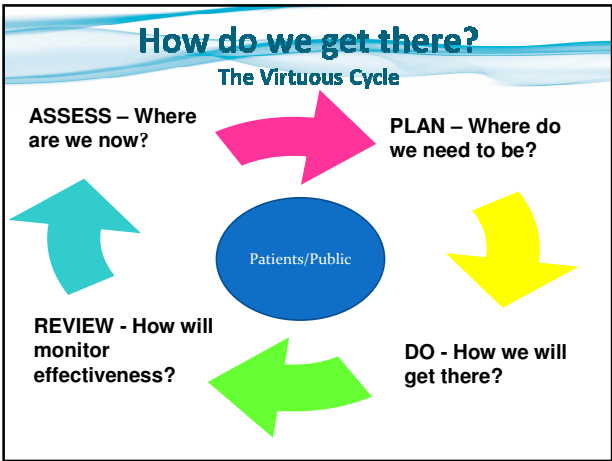 How do we get there?
The Virtuous Cycle
ASSESS – Where
are we now?
PLAN – Where do
we need to be?
Patients/Public
REVIEW - How will
monitor
effectiveness?
DO - How we will
get there?